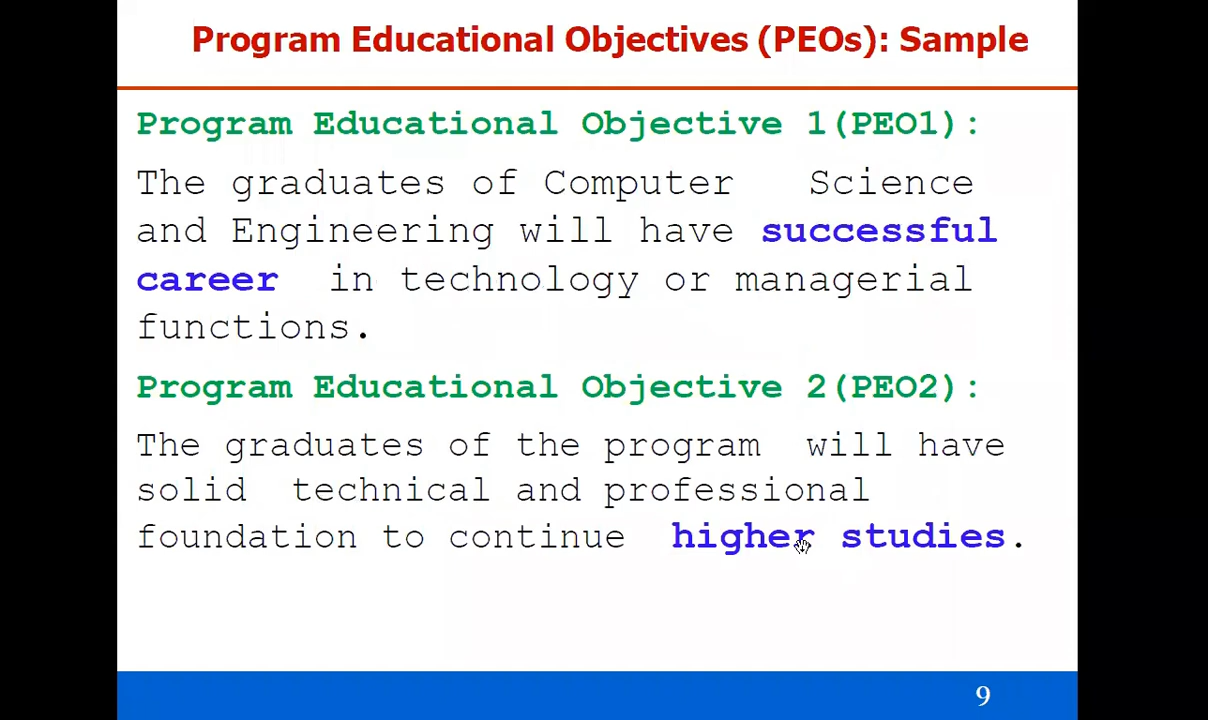 Program Educational Objectives (PEOs): Sample
Program Educational Objective 1(PEO1):
The graduates of Computer Science
and Engineering will have successful
career in technology or managerial
functions.
Program Educational Objective 2(PEO2):
The graduates of the program will have
solid technical and professional
foundation to continue higher studies.
9